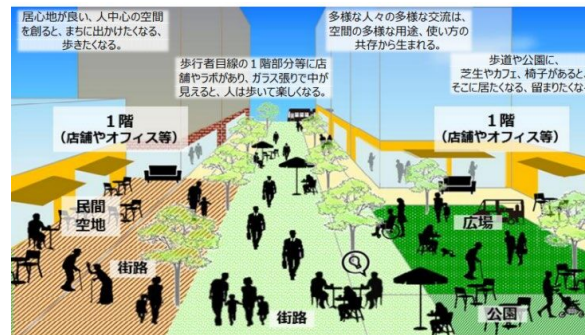 居心地が良い、人中心の空間
を創ると、まちに出かけたくなる、
歩きたくなる。
歩行者目線の1階部分等に店
舗やラボがあり、ガラス張りで中が
見えると、人は歩いて楽しくなる。
多様な人々の多様な交流は、
空間の多様な用途、使い方の
共存から生まれる。
歩道や公園に、
芝生やカフェ、椅子があると、
そこに居たくなる、留まりたくなる
1階
(店舗やオフィス等)
1階
(店舗やオフィス等)
民間
空地
街路
街路
広場
公園